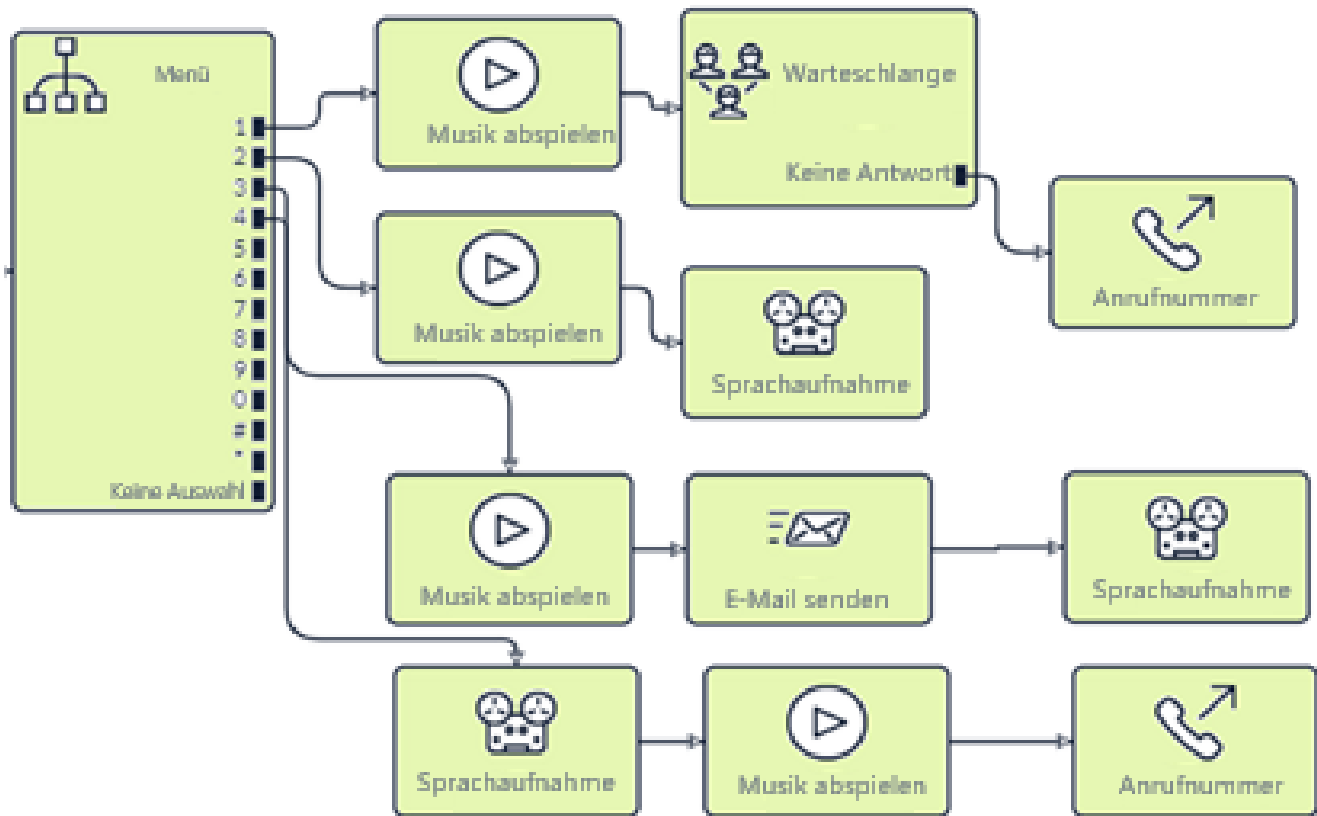 Menü
1
2
3
4
5
6
7
8
9
0
#
*
Keine Auswahl
Musik abspielen
Warteschlange
Keine Antwort
Anrufnummer
Musik abspielen
Sprachaufnahme
Musik abspielen
E-Mail senden
Sprachaufnahme
Sprachaufnahme
Musik abspielen
Anrufnummer